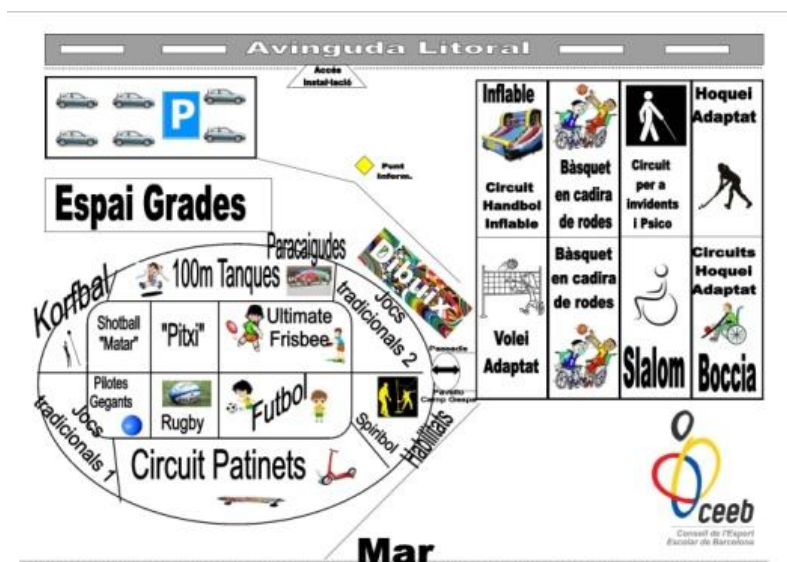 Avinguda Litoral
Accés
instal·lació
P
Punt
Inform.
Espai Grades
Inflable
Circuit
Handbol
Inflable
Bàsquet
en cadira
de rodes
Circuit
per a
invidents
i Psico
Hoquei
Adaptat
Volei
Adaptat
Bàsquet
en cadira
de rodes
Slalom
Circuits
Hoquei
Adaptat
Boccia
Korfbal
100m Tanques
Paracaigudes
Dibuix
Jocs
tradicionals 2
Shotball
"Matar"
"Pitxi"
Ultimate
Frisbee
Pilotes
Gegants
Rugby
Futbol
Spiribol
Habilitats
Jocs
tradicionals 1
Circuit Patinets
Passadís
Pavelló
Camp Gespa
Mar
ceeb
Consell de l'Esport
Escolar de Barcelona